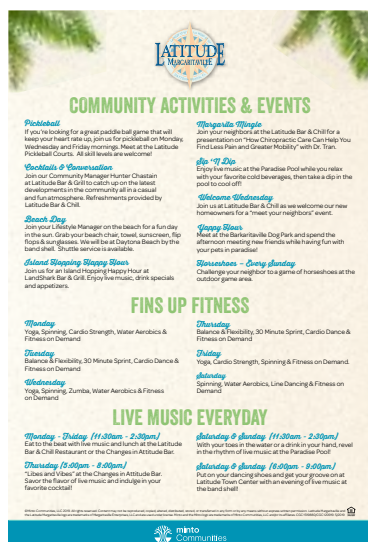 LATITUDE
MARGARITAVILLE
COMMUNITY ACTIVITIES & EVENTS
Pickleball
If you're looking for a great paddle ball game that will
keep your heart rate up, join us for pickleball on Monday,
Wednesday and Friday mornings. Meet at the Latitude
Pickleball Courts. All skill levels are welcome!
Cocktails & Conversation
Join our Community Manager Hunter Chastain
at Latitude Bar & Grill to catch up on the latest
developments in the community all in a casual
and fun atmosphere. Refreshments provided by
Latitude Bar & Chill.
Beach Day
Join your Lifestyle Manager on the beach for a fun day
in the sun. Grab your beach chair, towel, sunscreen, flip
flops & sunglasses. We will be at Daytona Beach by the
band shell. Shuttle service is available.
Island Hopping Happy Hour
Join us for an Island Hopping Happy Hour at
LandShark Bar & Grill. Enjoy live music, drink specials
and appetizers.
Margarita Mingle
Join your neighbors at the Latitude Bar & Chill for a
presentation on "How Chiropractic Care Can Help You
Find Less Pain and Greater Mobility" with Dr. Tran.
Sip 'N Dip
Enjoy live music at the Paradise Pool while you relax
with your favorite cold beverages, then take a dip in the
pool to cool off!
Welcome Wednesday
Join us at Latitude Bar & Chill as we welcome our new
homeowners for a "meet your neighbors" event.
Yappy Hour
Meet at the Barkaritaville Dog Park and spend the
afternoon meeting new friends while having fun with
your pets in paradise!
Horseshoes – Every Sunday
Challenge your neighbor to a game of horseshoes at the
outdoor game area.
FINS UP FITNESS
Monday
Yoga, Spinning, Cardio Strength, Water Aerobics &
Fitness on Demand
Tuesday
Balance & Flexibility, 30 Minute Sprint, Cardio Dance &
Fitness on Demand
Wednesday
Yoga, Spinning, Zumba, Water Aerobics & Fitness
on Demand
Thursday
Balance & Flexibility, 30 Minute Sprint, Cardio Dance &
Fitness on Demand
Friday
Yoga, Cardio Strength, Spinning & Fitness on Demand.
Saturday
Spinning, Water Aerobics, Line Dancing & Fitness on
Demand
LIVE MUSIC EVERYDAY
Monday - Friday (11:30am - 2:30pm)
Eat to the beat with live music and lunch at the Latitude
Bar & Chill Restaurant or the Changes in Attitude Bar.
Thursday (5:00pm - 8:00pm)
"Libes and Vibes" at the Changes in Attitude Bar.
Savor the flavor of live music and indulge in your
favorite cocktail!
Saturday & Sunday (11:30am - 2:30pm)
With your toes in the water or a drink in your hand, revel
in the rhythm of live music at the Paradise Pool!
Saturday & Sunday (6:00pm - 9:00pm)
Put on your dancing shoes and get your groove on at
Latitude Town Center with an evening of live music at
the band shell!
minto
Communities